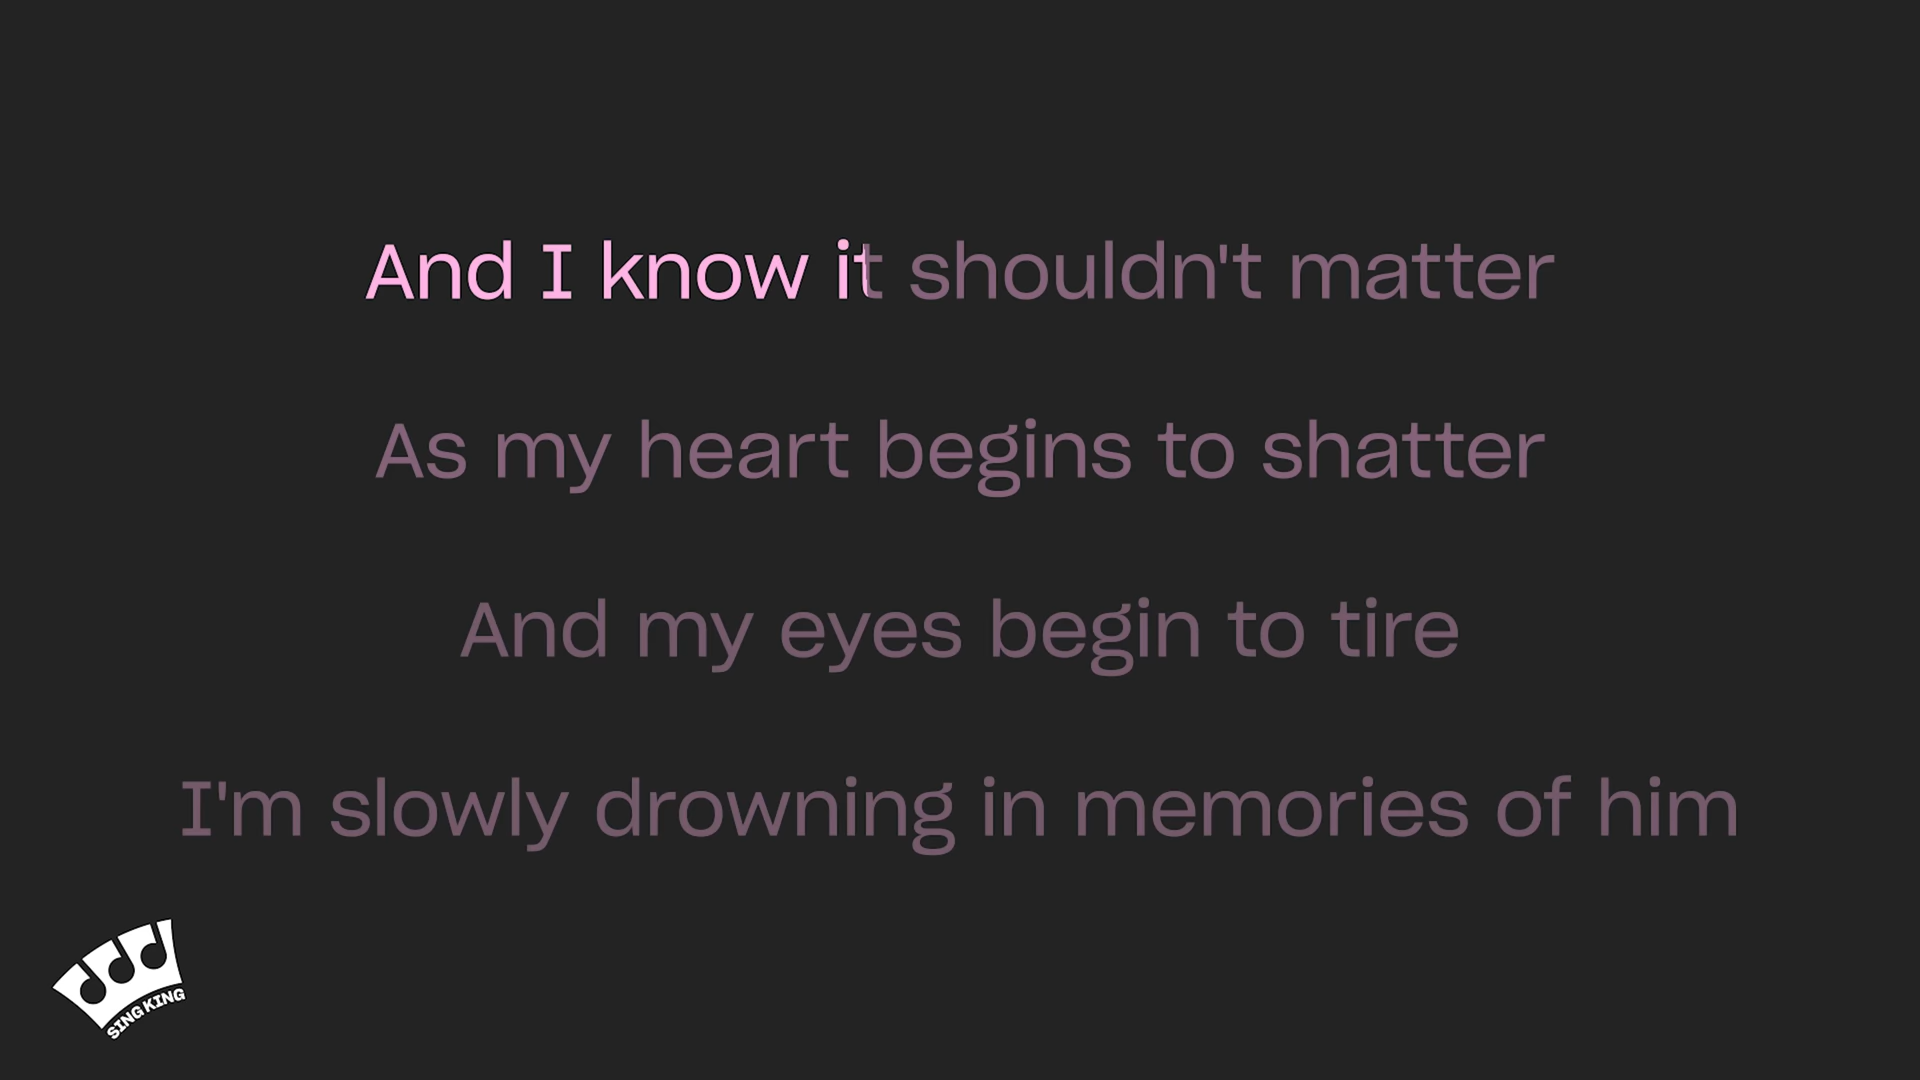 And I know it shouldn't matter
As my heart begins to shatter
And my eyes begin to tire
I'm slowly drowning in memories of him
SING KING